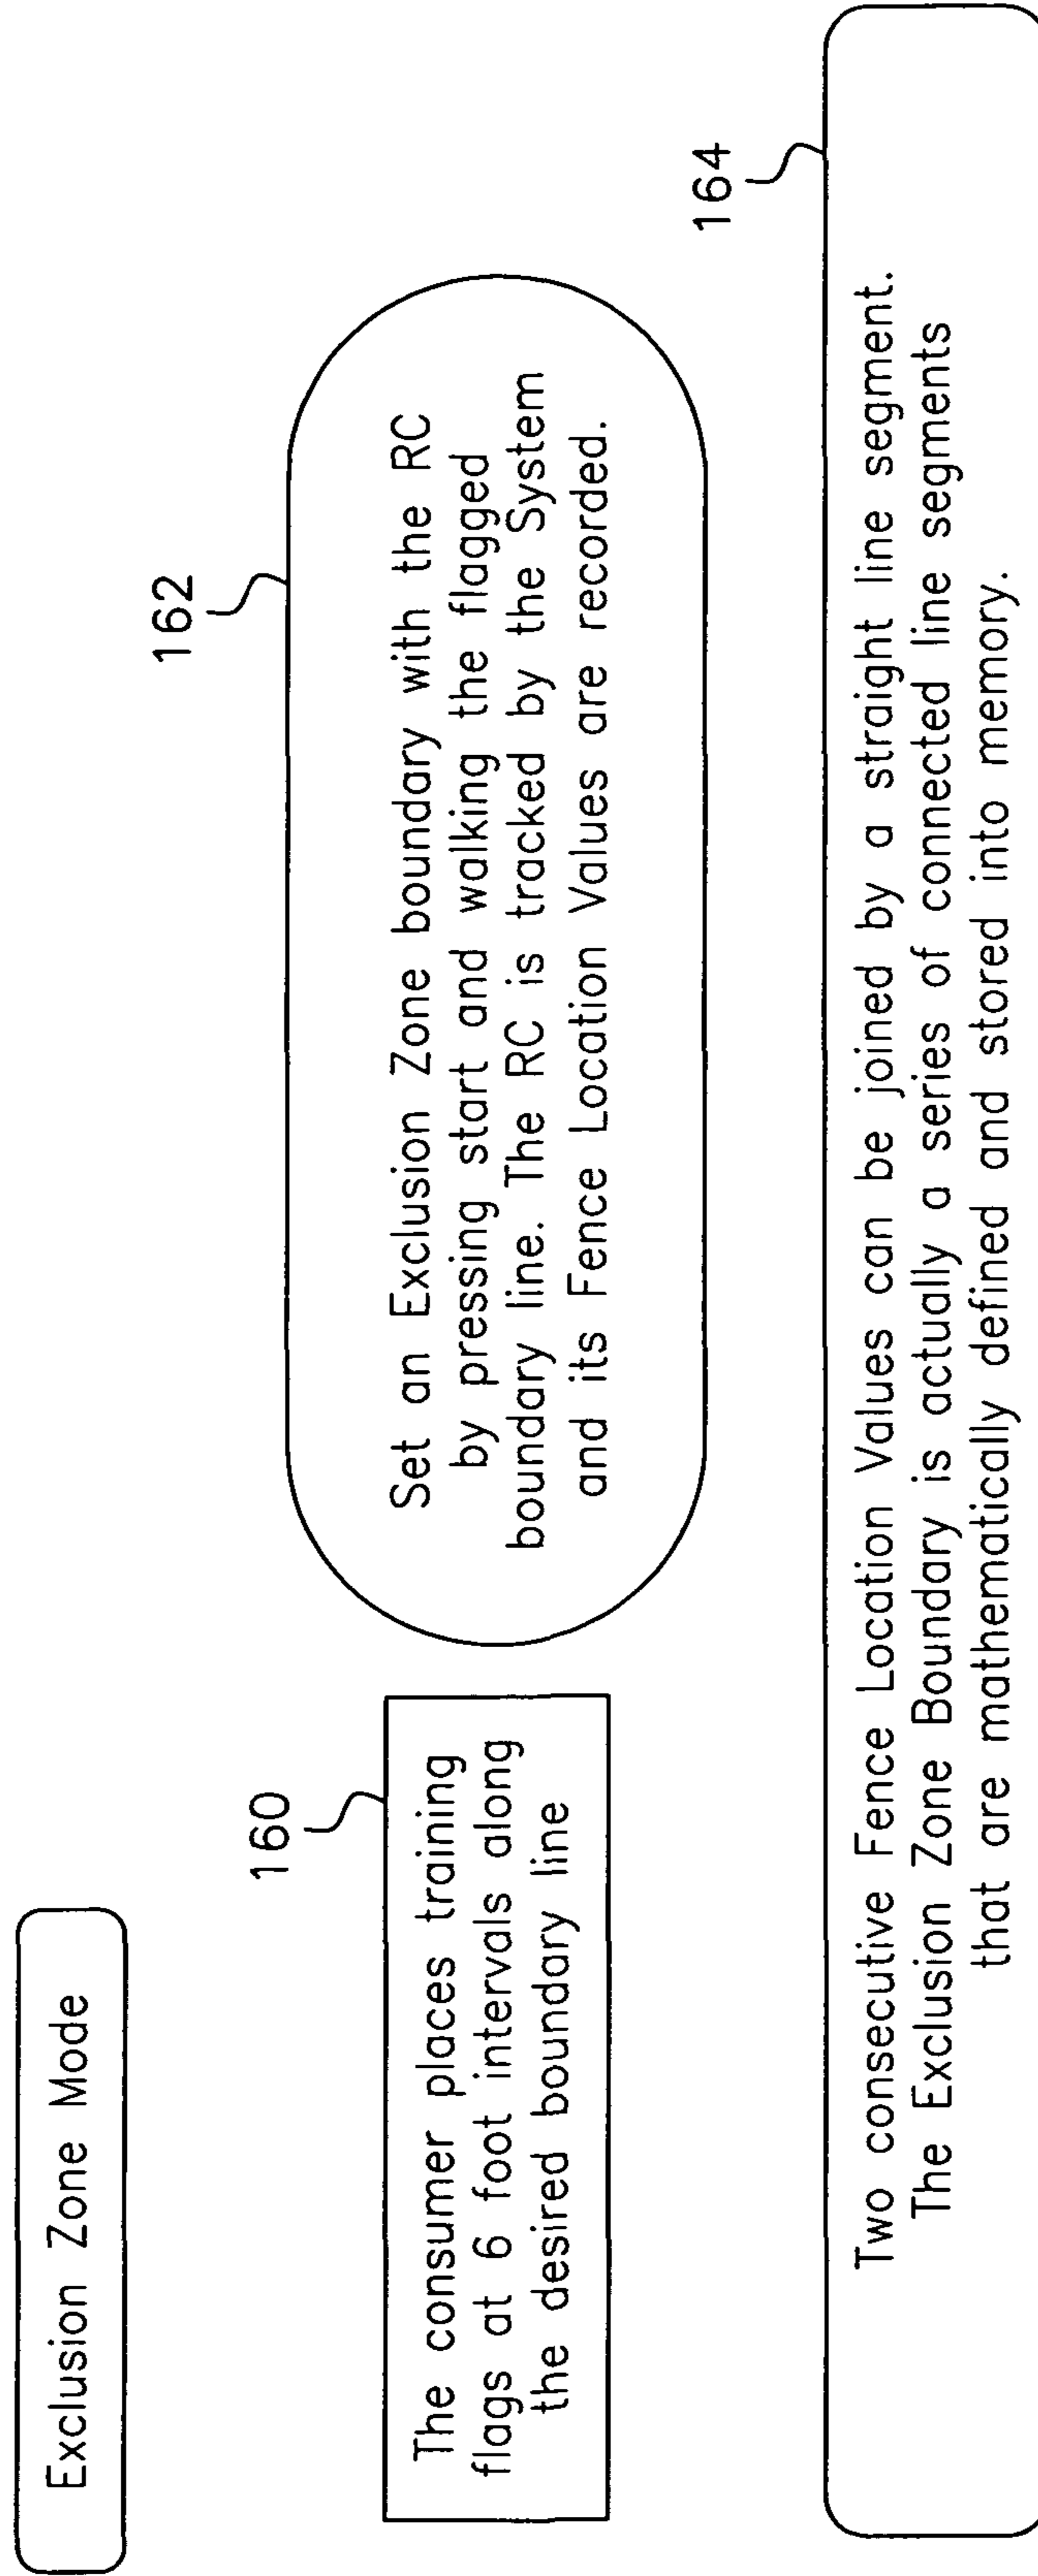 Exclusion Zone Mode
160
The consumer places training
flags at 6 foot intervals along
the desired boundary line
162
Set an Exclusion Zone boundary with the RC
by pressing start and walking the flagged
boundary line. The RC is tracked by the System
and its Fence Location Values are recorded.
164
Two consecutive Fence Location Values can be joined by a straight line segment.
The Exclusion Zone Boundary is actually a series of connected line segments
that are mathematically defined and stored into memory.